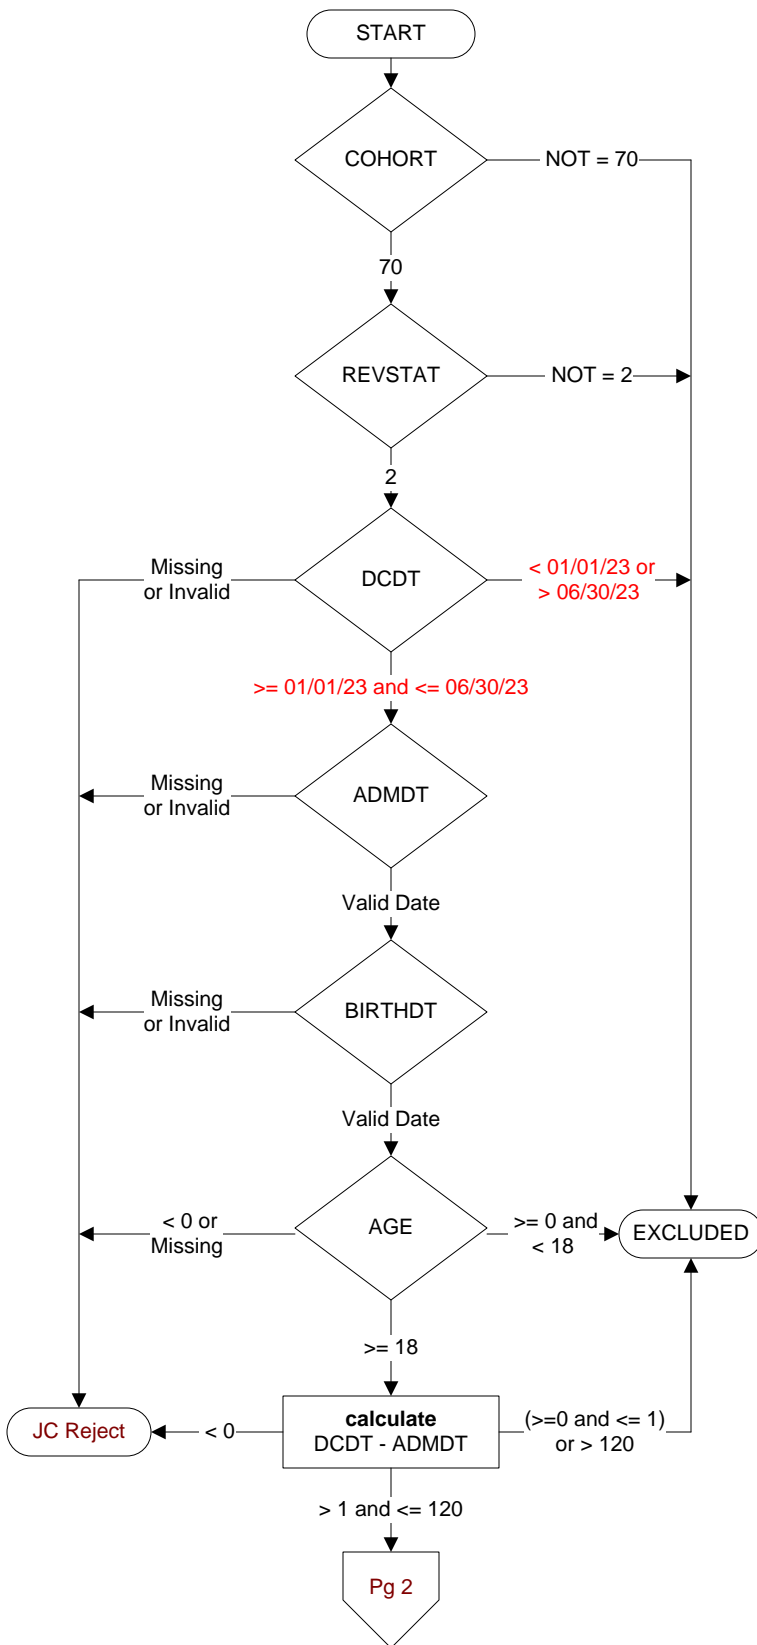 START
COHORT
NOT = 70
70
REVSTAT
NOT = 2
2
Missing
or Invalid
DCDT
< 01/01/23 or
> 06/30/23
>= 01/01/23 and <= 06/30/23
Missing
or Invalid
ADMDT
Valid Date
Missing
or Invalid
BIRTHDT
Valid Date
< 0 or
Missing
AGE
>= 0 and
< 18
EXCLUDED
>= 18
JC Reject
< 0
calculate
DCDT - ADMDT
(>=0 and <= 1)
or > 120
> 1 and <= 120
Pg 2